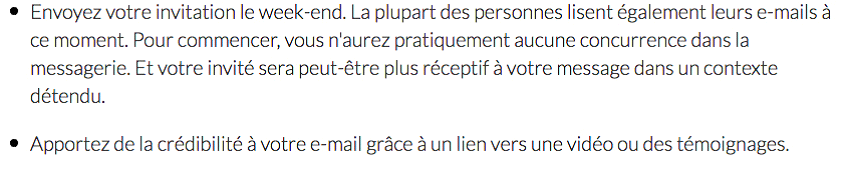 • Envoyez votre invitation le week-end. La plupart des personnes lisent également leurs e-mails à
ce moment. Pour commencer, vous n'aurez pratiquement aucune concurrence dans la
messagerie. Et votre invité sera peut-être plus réceptif à votre message dans un contexte
détendu.
• Apportez de la crédibilité à votre e-mail grâce à un lien vers une vidéo ou des témoignages.